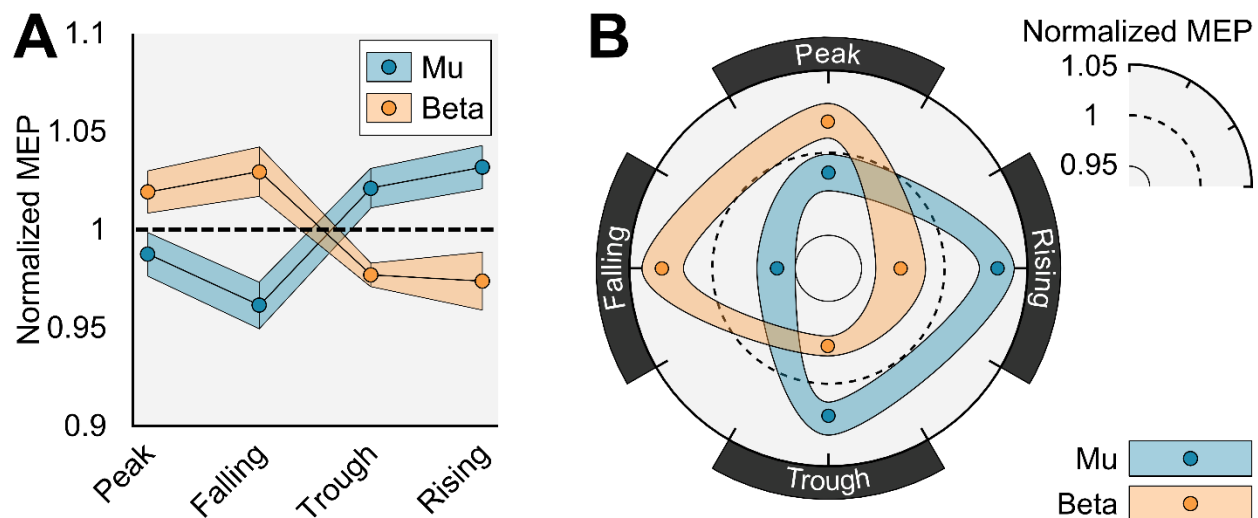 A
Normalized MEP
1.1
1.05
1
0.95
0.9
Mu
Beta
Peak
Falling
Trough
Rising
B
Peak
Falling
Rising
Trough
Normalized MEP
1.05
1
0.95
Mu
Beta